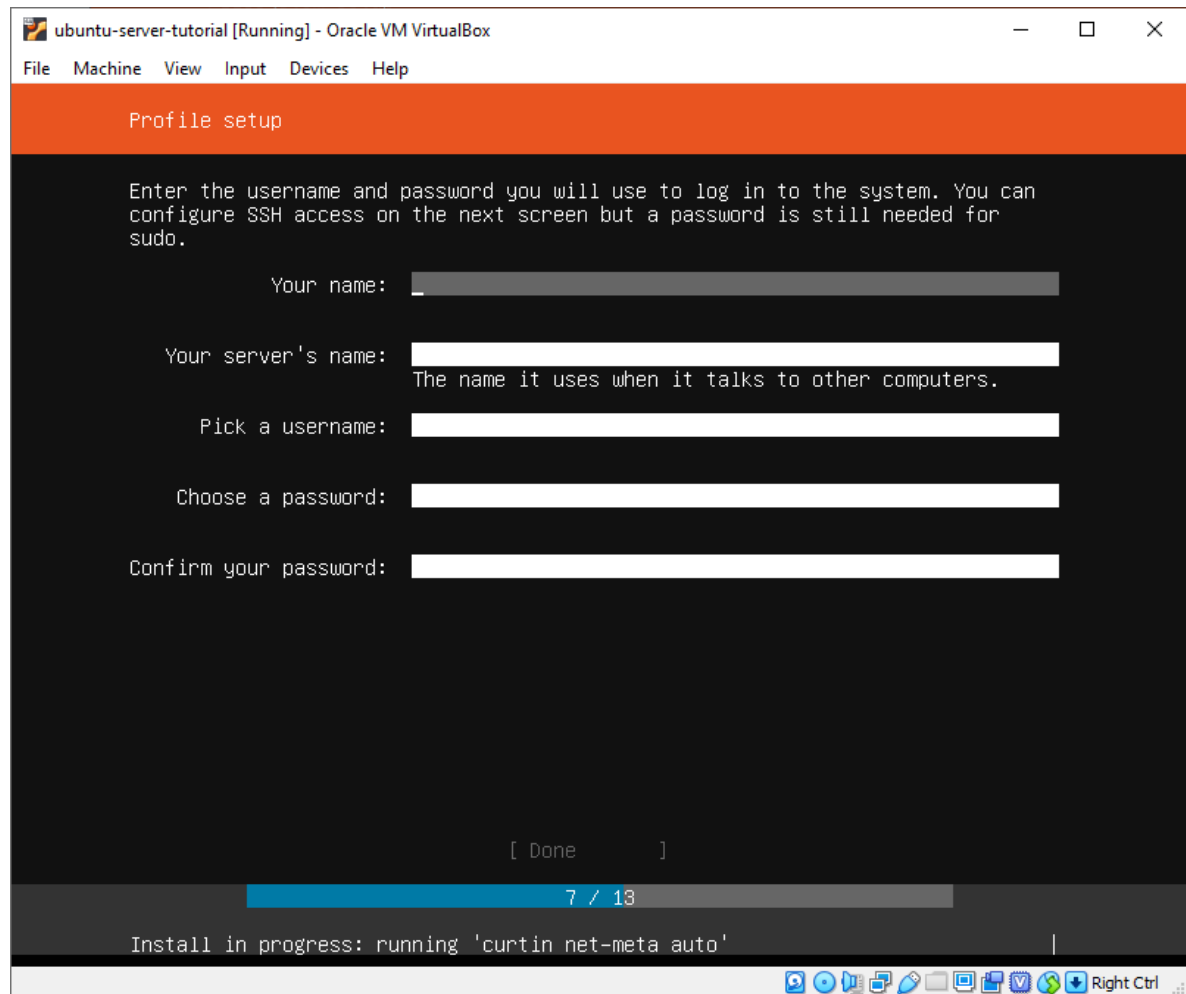 ubuntu-server-tutorial [Running] - Oracle VM VirtualBox
File Machine View Input Devices Help
Profile setup
Enter the username and password you will use to log in to the system. You can
configure SSH access on the next screen but a password is still needed for
sudo.
Your name:
Your server's name:
The name it uses when it talks to other computers.
Pick a username:
Choose a password:
Confirm your password:
[ Done ]
7 / 13
Install in progress: running 'curtin net-meta auto'
Right Ctrl